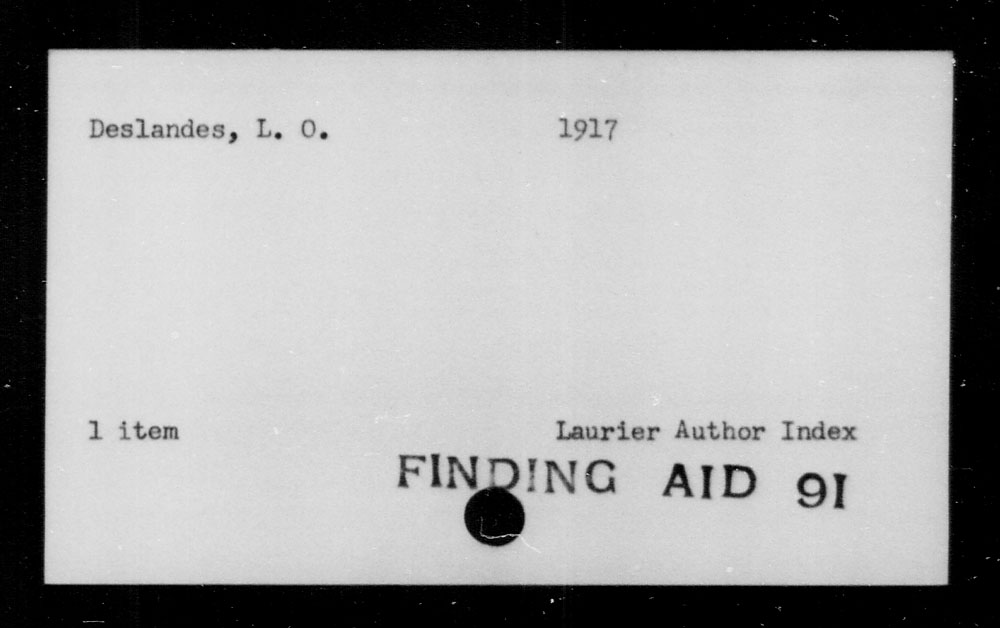 Deslandes, L. O. 1917
1 item Laurier Author Index
FINDING AID 91